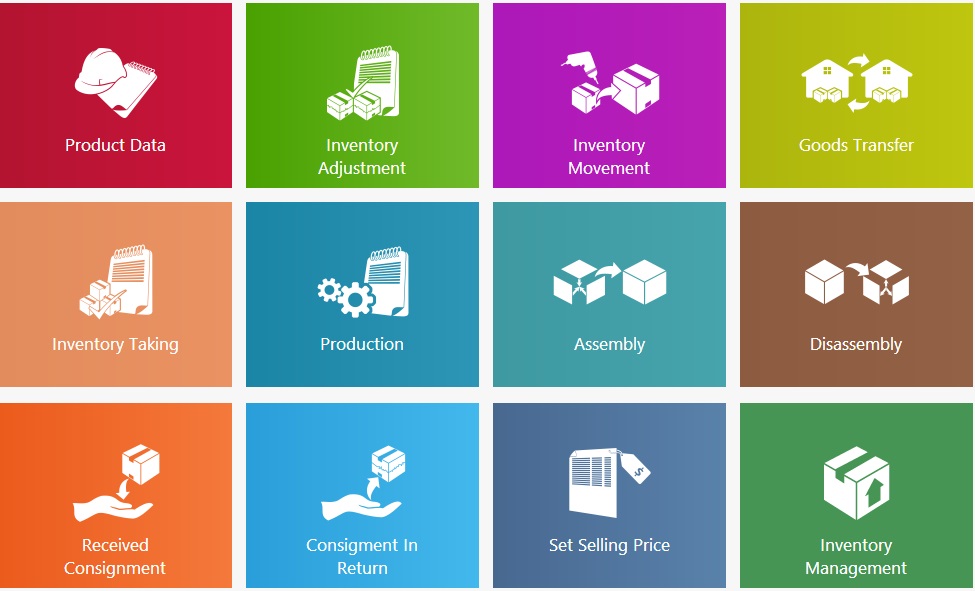 Product Data
Inventory
Adjustment
Inventory
Movement
Goods Transfer
Inventory Taking
Production
Assembly
Disassembly
Received
Consignment
Consigment In
Return
$
Set Selling Price
Inventory
Management